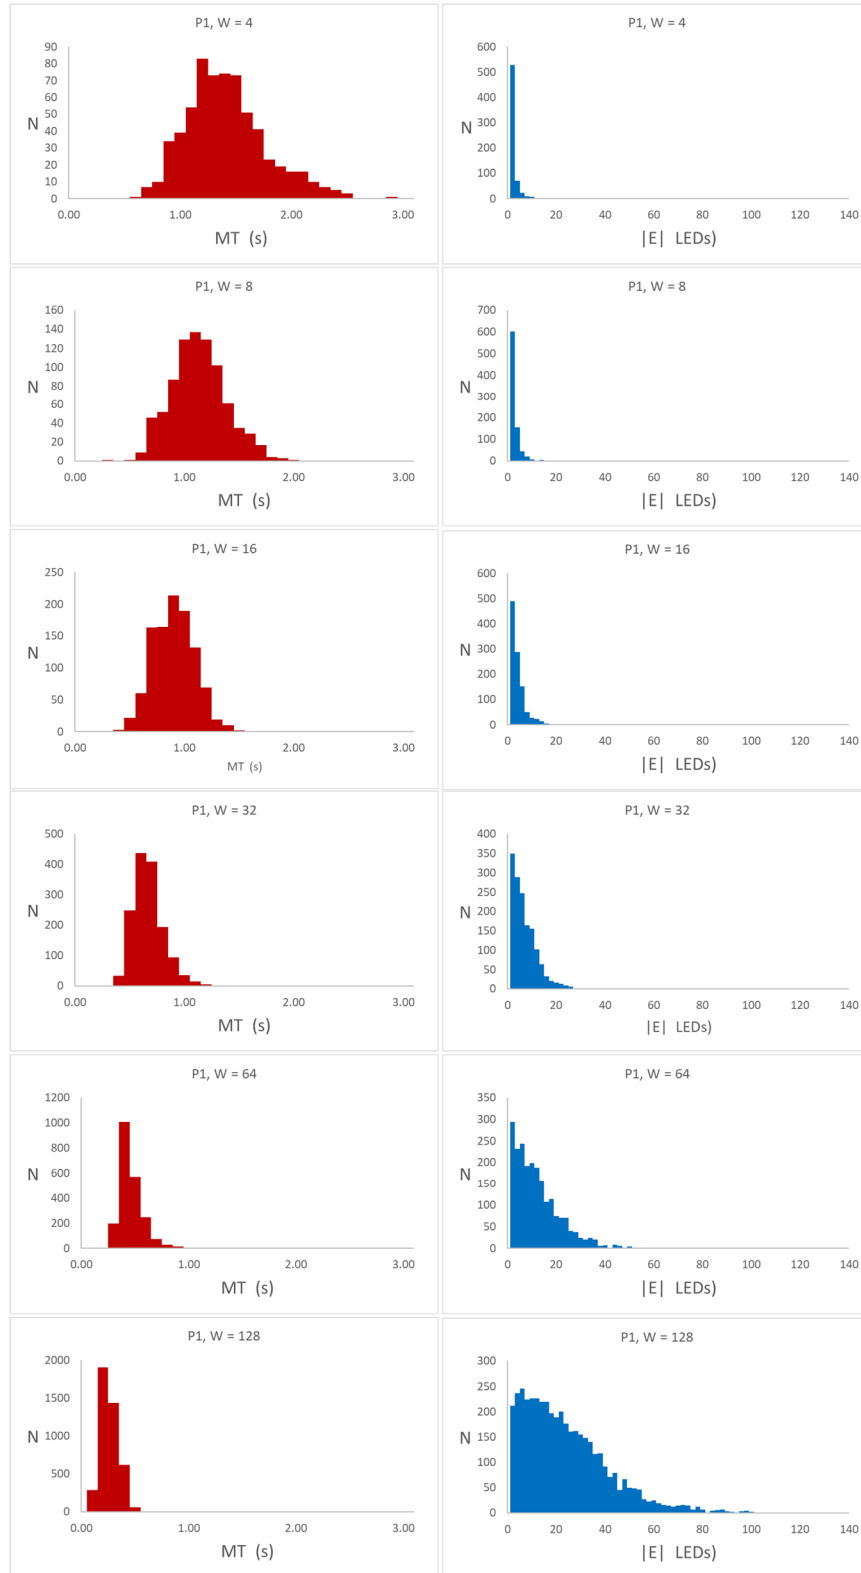 P1, W = 4
90
80
70
60
50
40
30
20
10
0
N
0.00 1.00 2.00 3.00
MT (s)
P1, W = 4
600
500
400
300
200
100
0
N
0 20 40 60 80 100 120 140
|E| LEDs)
P1, W = 8
160
140
120
100
80
60
40
20
0
N
0.00 1.00 2.00 3.00
MT (s)
P1, W = 8
700
600
500
400
300
200
100
0
N
0 20 40 60 80 100 120 140
|E| LEDs)
P1, W = 16
250
200
150
100
50
0
N
0.00 1.00 2.00 3.00
MT (s)
P1, W = 16
600
500
400
300
200
100
0
N
0 20 40 60 80 100 120 140
|E| LEDs)
P1, W = 32
500
400
300
200
100
0
N
0.00 1.00 2.00 3.00
MT (s)
P1, W = 32
400
350
300
250
200
150
100
50
0
N
0 20 40 60 80 100 120 140
|E| LEDs)
P1, W = 64
1200
1000
800
600
400
200
0
N
0.00 1.00 2.00 3.00
MT (s)
P1, W = 64
350
300
250
200
150
100
50
0
N
0 20 40 60 80 100 120 140
|E| LEDs)
P1, W = 128
2000
1500
1000
500
0
N
0.00 1.00 2.00 3.00
MT (s)
P1, W = 128
300
250
200
150
100
50
0
N
0 20 40 60 80 100 120 140
|E| LEDs)